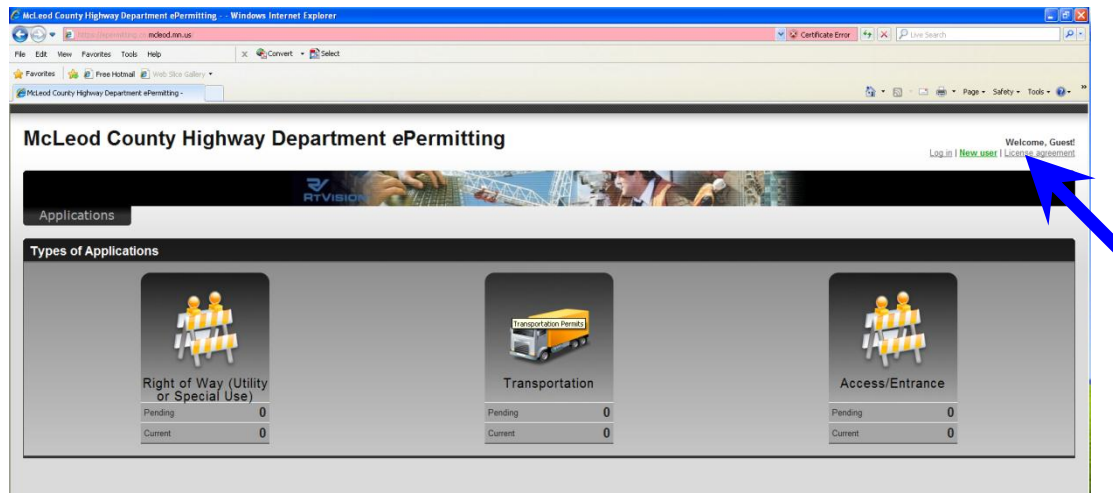 McLeod County Highway Department ePermitting - - Windows Internet Explorer
mcleod.mn.us
Certificate Error
Live Search
File Edit View Favorites Tools Help
x Convert Select
Favorites
Free Hotmail
Web Slice Gallery
McLeod County Highway Department ePermitting -
Page Safety Tools
McLeod County Highway Department ePermitting
Welcome, Guest!
Log in | New user | License agreement
RTVISION
Applications
Types of Applications
Right of Way (Utility
or Special Use)
Pending 0
Current 0
Transportation Permits
Transportation
Pending 0
Current 0
Access/Entrance
Pending 0
Current 0